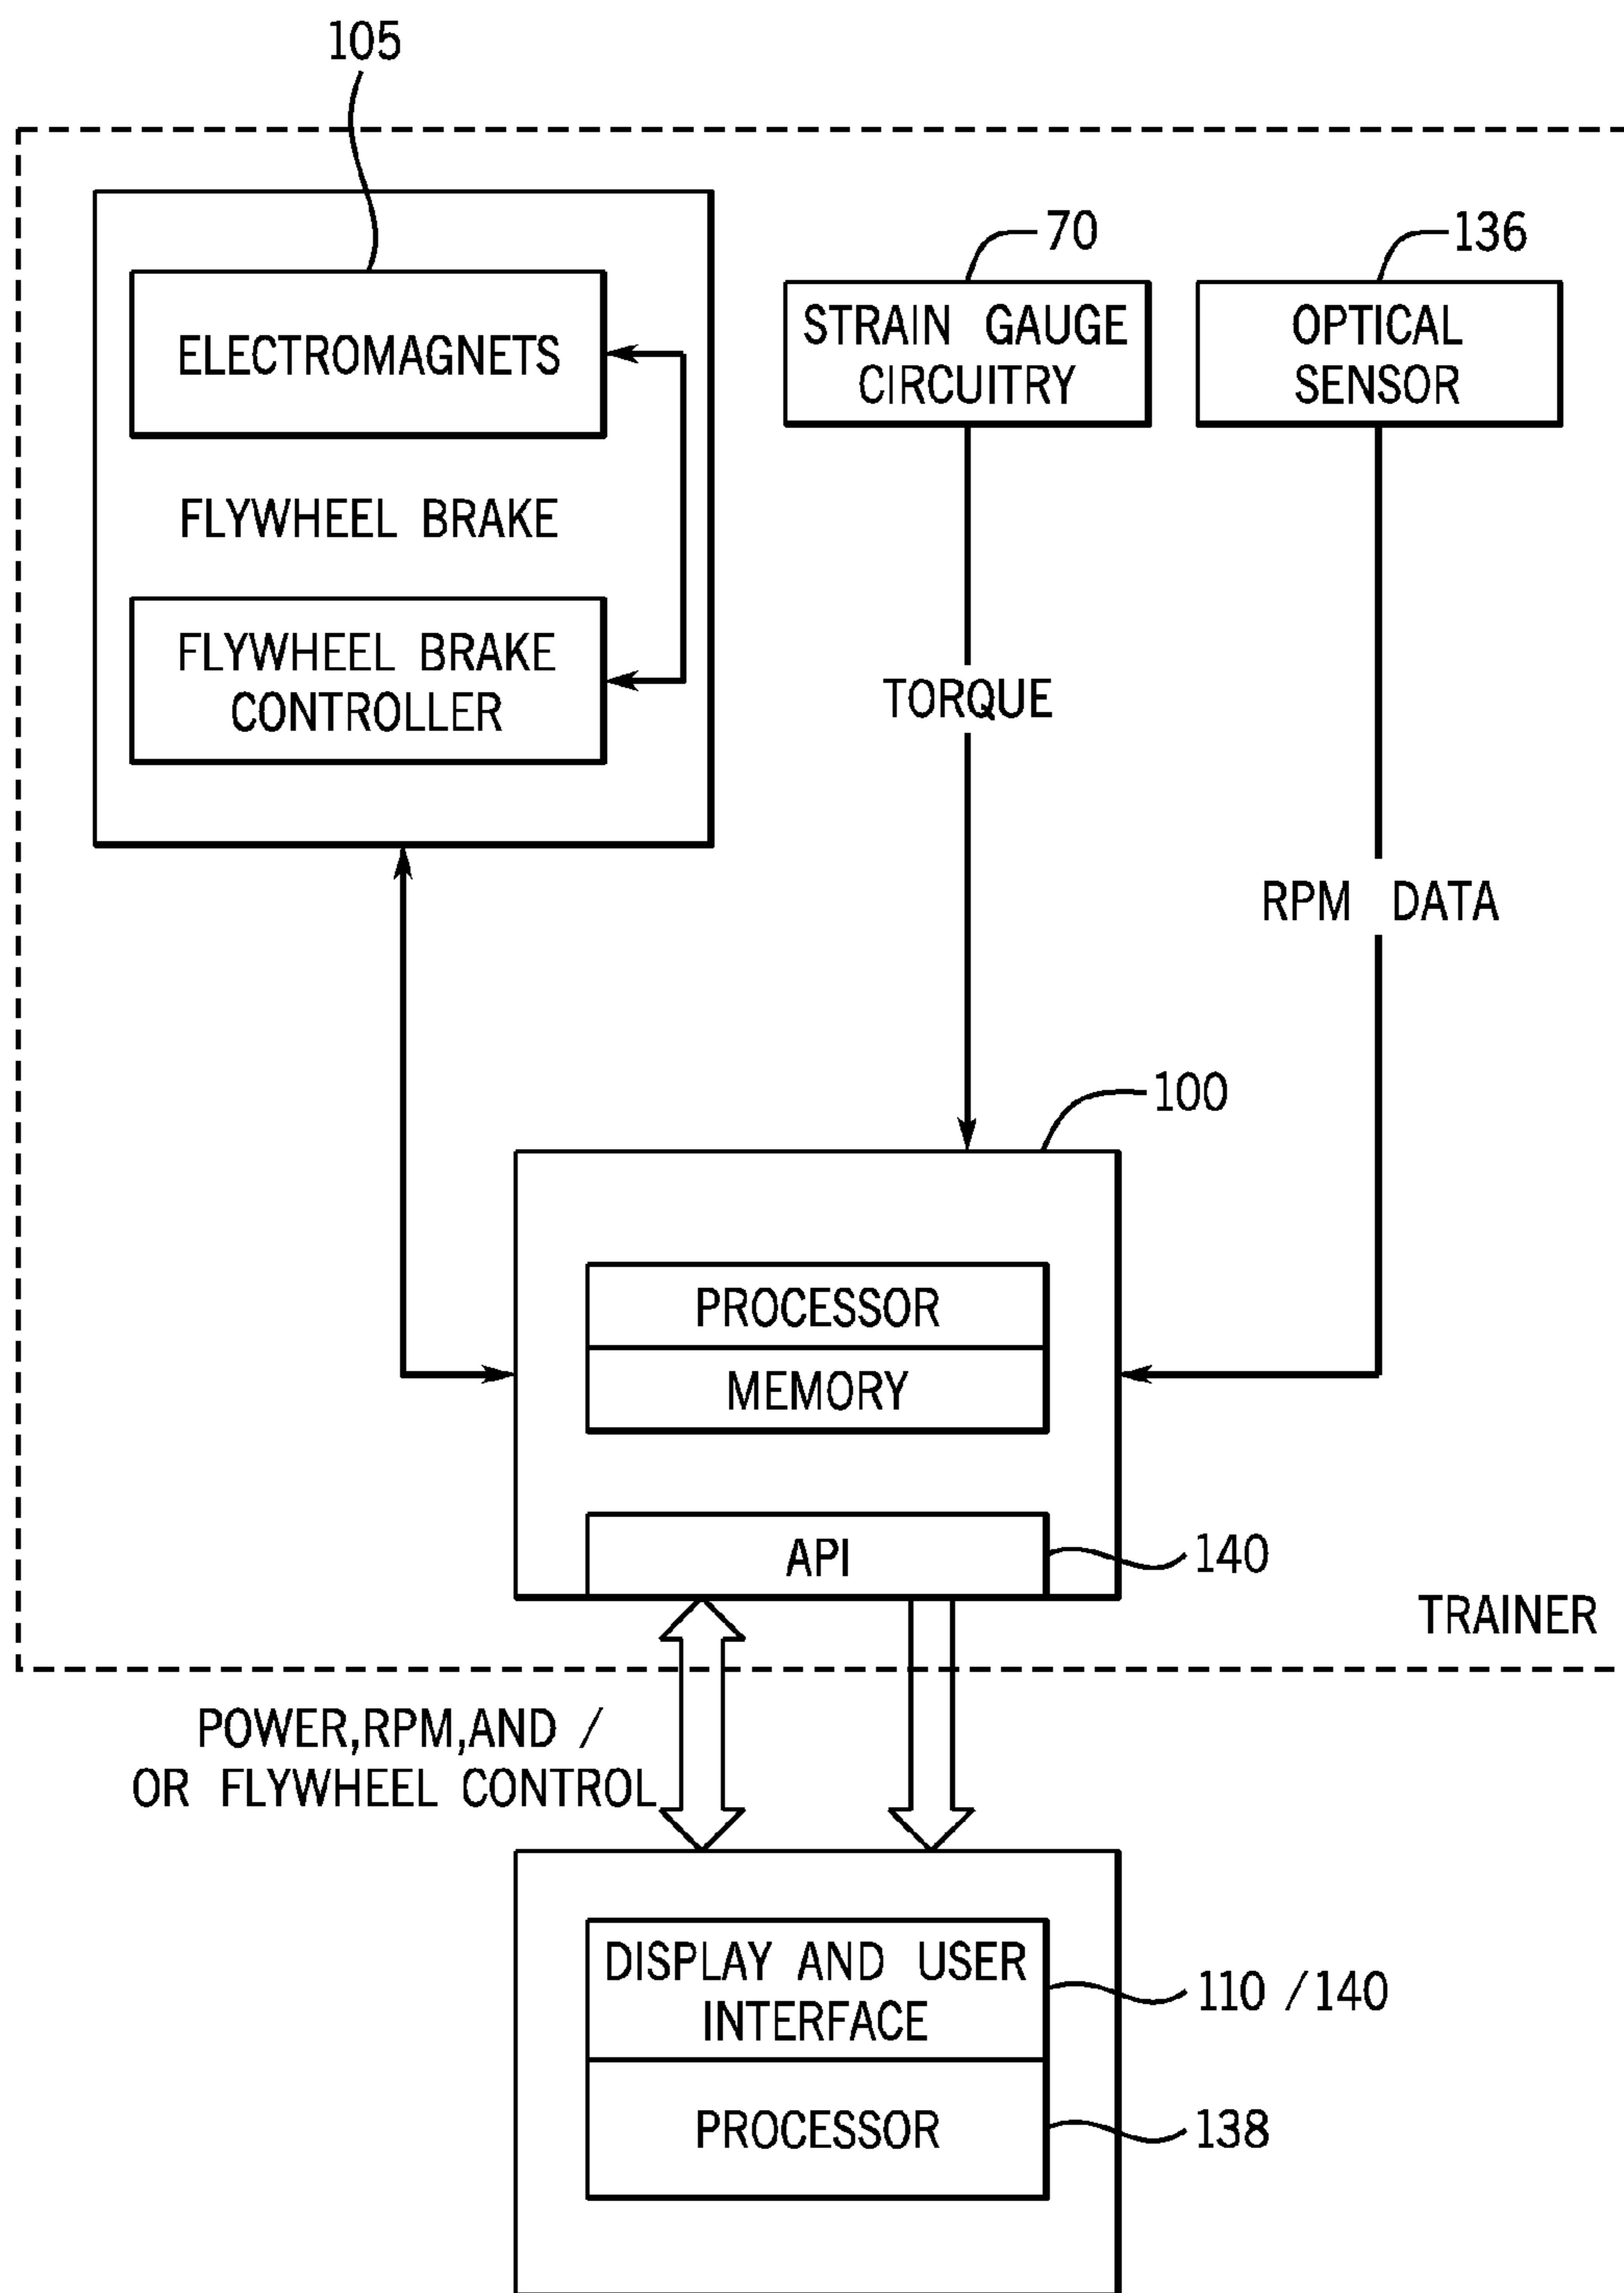 105
70
136
ELECTROMAGNETS
STRAIN GAUGE
CIRCUITRY
OPTICAL
SENSOR
FLYWHEEL BRAKE
FLYWHEEL BRAKE
CONTROLLER
TORQUE
RPM DATA
100
PROCESSOR
MEMORY
API
140
TRAINER
POWER,RPM,AND /
OR FLYWHEEL CONTROL
DISPLAY AND USER
INTERFACE
110 /140
PROCESSOR
138